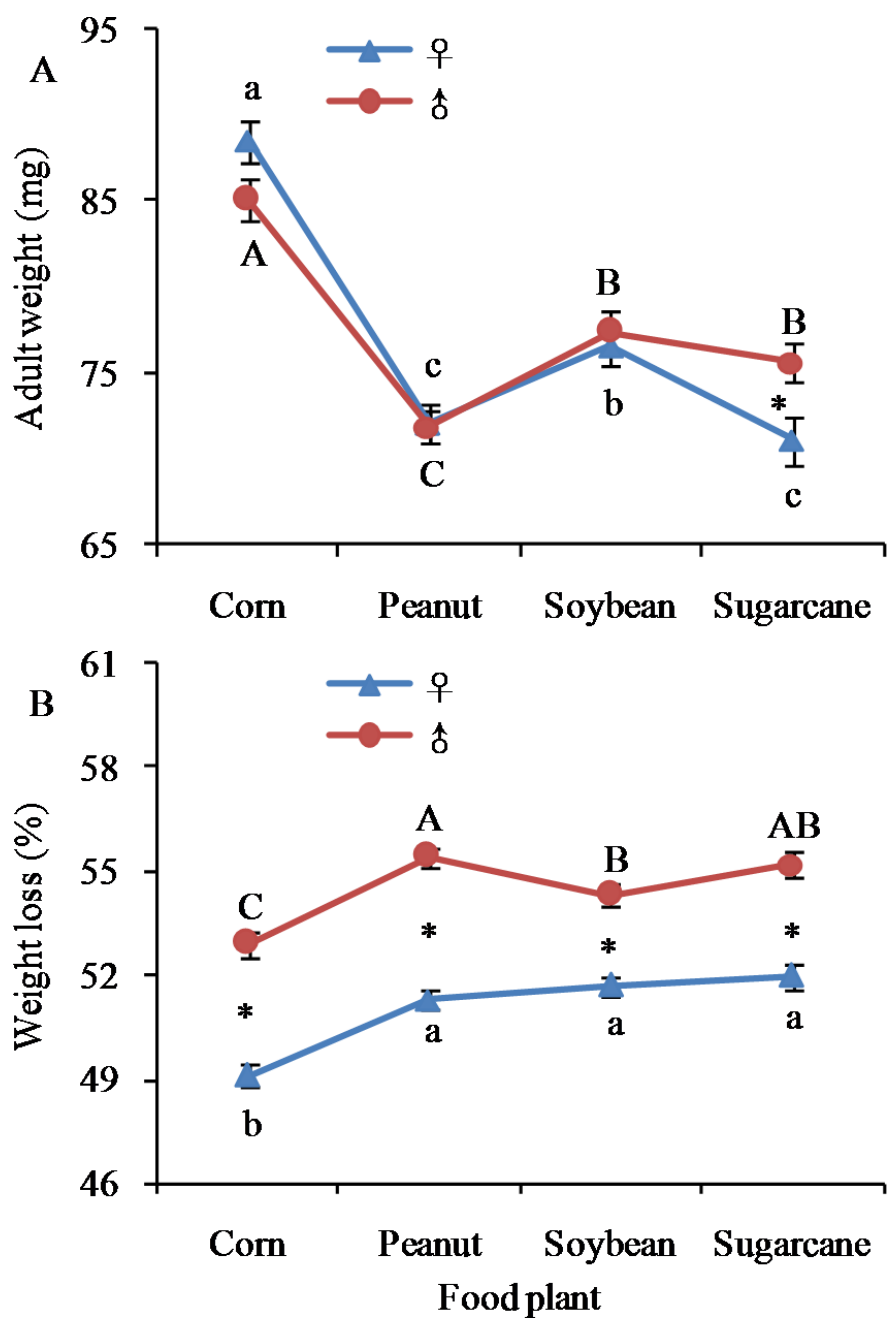 A
Adult weight (mg)
95
85
75
65
♀
♂
a
A
c
C
B
b
B
*
c
Corn Peanut Soybean Sugarcane
B
Weight loss (%)
61
58
55
52
49
46
♀
♂
C
A
B
AB
* * * *
b
a
a
a
Corn Peanut Soybean Sugarcane
Food plant